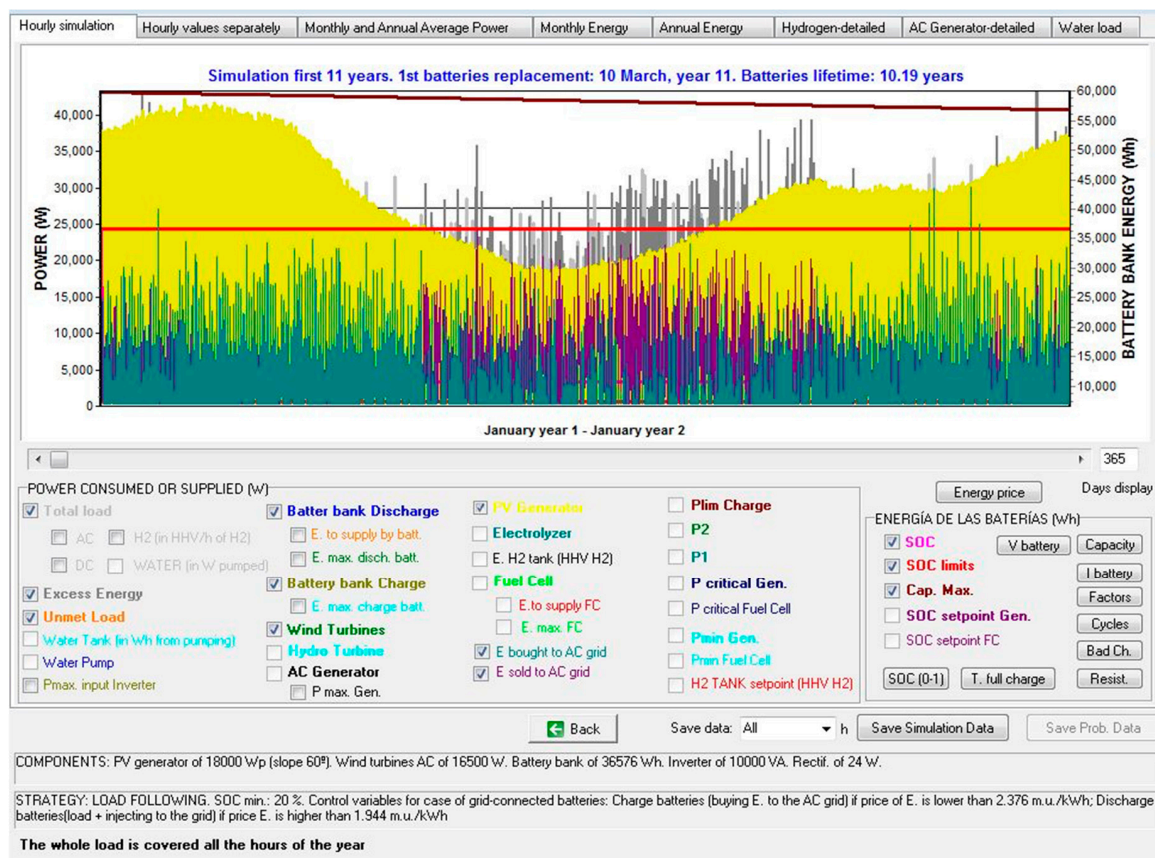 Hourly simulation Hourly values separately Monthly and Annual Average Power Monthly Energy Annual Energy Hydrogen-detailed AC Generator-detailed Water load
Simulation first 11 years. 1st batteries replacement: 10 March, year 11. Batteries lifetime: 10.19 years
POWER (W)
40,000
35,000
30,000
25,000
20,000
15,000
10,000
5,000
0
60,000
55,000
50,000
45,000
40,000
35,000
30,000
25,000
20,000
15,000
10,000
BATTERY BANK ENERGY (Wh)
January year 1 - January year 2
365
Days display
POWER CONSUMED OR SUPPLIED (W)
Total load
AC H2 (in HHV/h of H2)
DC WATER (in W pumped)
Excess Energy
Unmet Load
Water Tank (in Wh from pumping)
Water Pump
Pmax. input Inverter
Batter bank Discharge
E. to supply by batt.
E. max. disch. batt.
Battery bank Charge
E. max. charge batt.
Wind Turbines
Hydro Turbine
AC Generator
P max. Gen.
PV Generator
Electrolyzer
E. H2 tank (HHV H2)
Fuel Cell
E.to supply FC
E. max. FC
E bought to AC grid
E sold to AC grid
Plim Charge
P2
P1
P critical Gen.
P critical Fuel Cell
Pmin Gen.
Pmin Fuel Cell
H2 TANK setpoint (HHV H2)
Energy price
ENERGÍA DE LAS BATERÍAS (Wh)
SOC
SOC limits
Cap. Max.
SOC setpoint Gen.
SOC setpoint FC
V battery
Capacity
I battery
Factors
Cycles
Bad Ch.
SOC (0-1) T. full charge Resist.
Back Save data: All h Save Simulation Data Save Prob. Data
COMPONENTS: PV generator of 18000 Wp (slope 60º). Wind turbines AC of 16500 W. Battery bank of 36576 Wh. Inverter of 10000 VA. Rectif. of 24 W.
STRATEGY: LOAD FOLLOWING. SOC min.: 20 %. Control variables for case of grid-connected batteries: Charge batteries (buying E. to the AC grid) if price of E. is lower than 2.376 m.u./kWh; Discharge
batteries(load + injecting to the grid) if price E. is higher than 1.944 m.u./kWh
The whole load is covered all the hours of the year